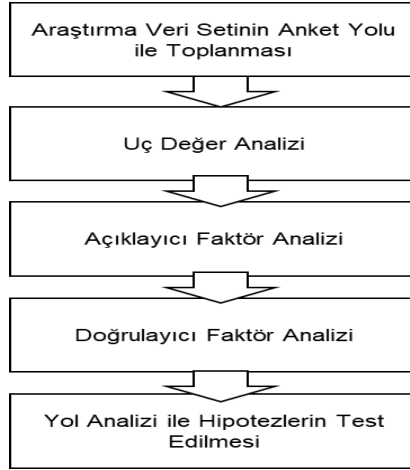 Araştırma Veri Setinin Anket Yolu
ile Toplanması
Uç Değer Analizi
Açıklayıcı Faktör Analizi
Doğrulayıcı Faktör Analizi
Yol Analizi ile Hipotezlerin Test
Edilmesi